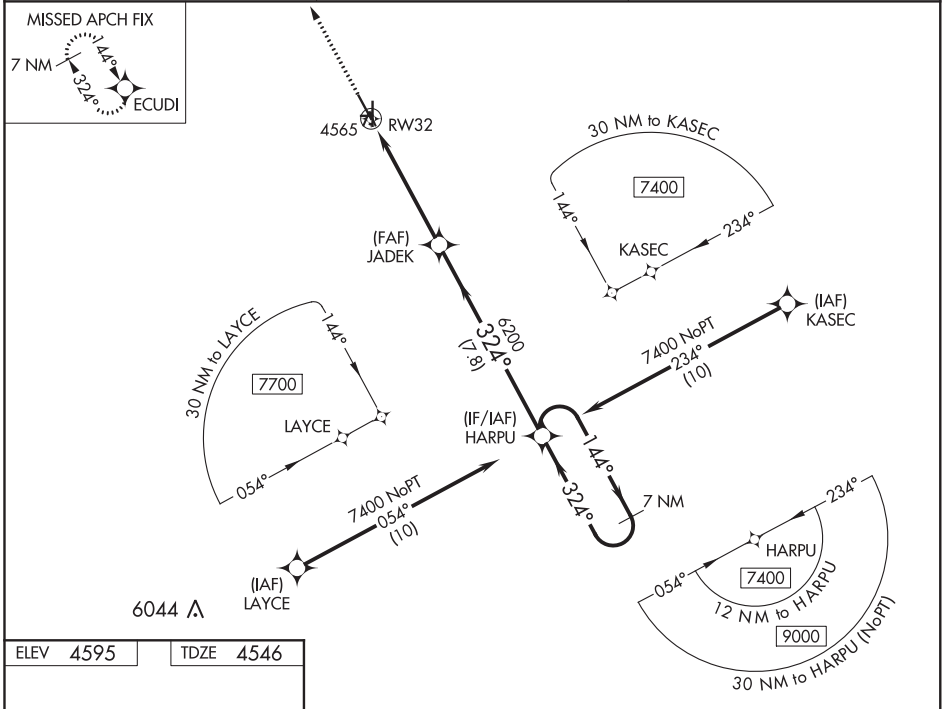 MISSED APCH FIX
7 NM
144°
324°
ECUDI
4565
RW32
30 NM to KASEC
7400
144°
234°
KASEC
(FAF)
JADEK
(IAF)
KASEC
7400 NoPT
234°
(10)
6200
324°
(7.8)
30 NM to LAYCE
144°
7700
LAYCE
054°
(IF/IAF)
HARPU
144°
324°
7 NM
7400 NoPT
054°
(10)
(IAF)
LAYCE
234°
HARPU
054°
7400
12 NM to HARPU
9000
30 NM to HARPU (NoPT)
6044
ELEV 4595
TDZE 4546